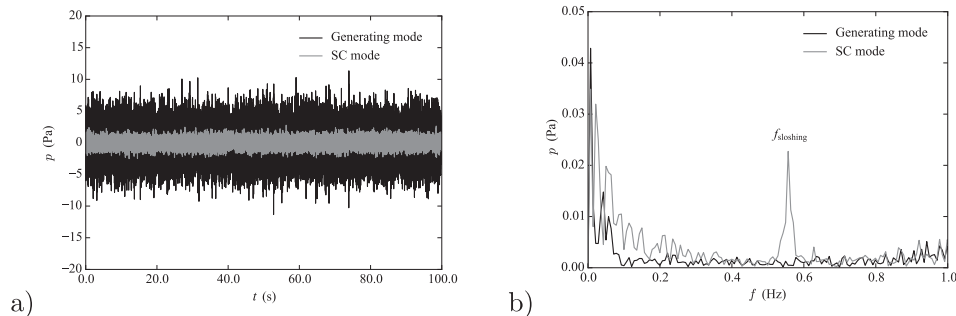 20
15
10
5
0
−5
−10
−15
−20
p (Pa)
Generating mode
SC mode
0.0 20.0 40.0 60.0 80.0 100.0
t (s)
a)
0.05
0.04
0.03
0.02
0.01
0.00
p (Pa)
Generating mode
SC mode
fsloshing
0.0 0.2 0.4 0.6 0.8 1.0
f (Hz)
b)